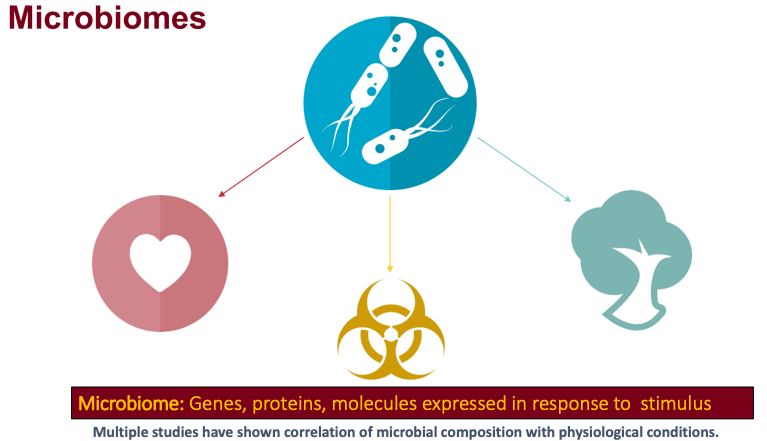 Microbiomes
Microbiome: Genes, proteins, molecules expressed in response to stimulus
Multiple studies have shown correlation of microbial composition with physiological conditions.